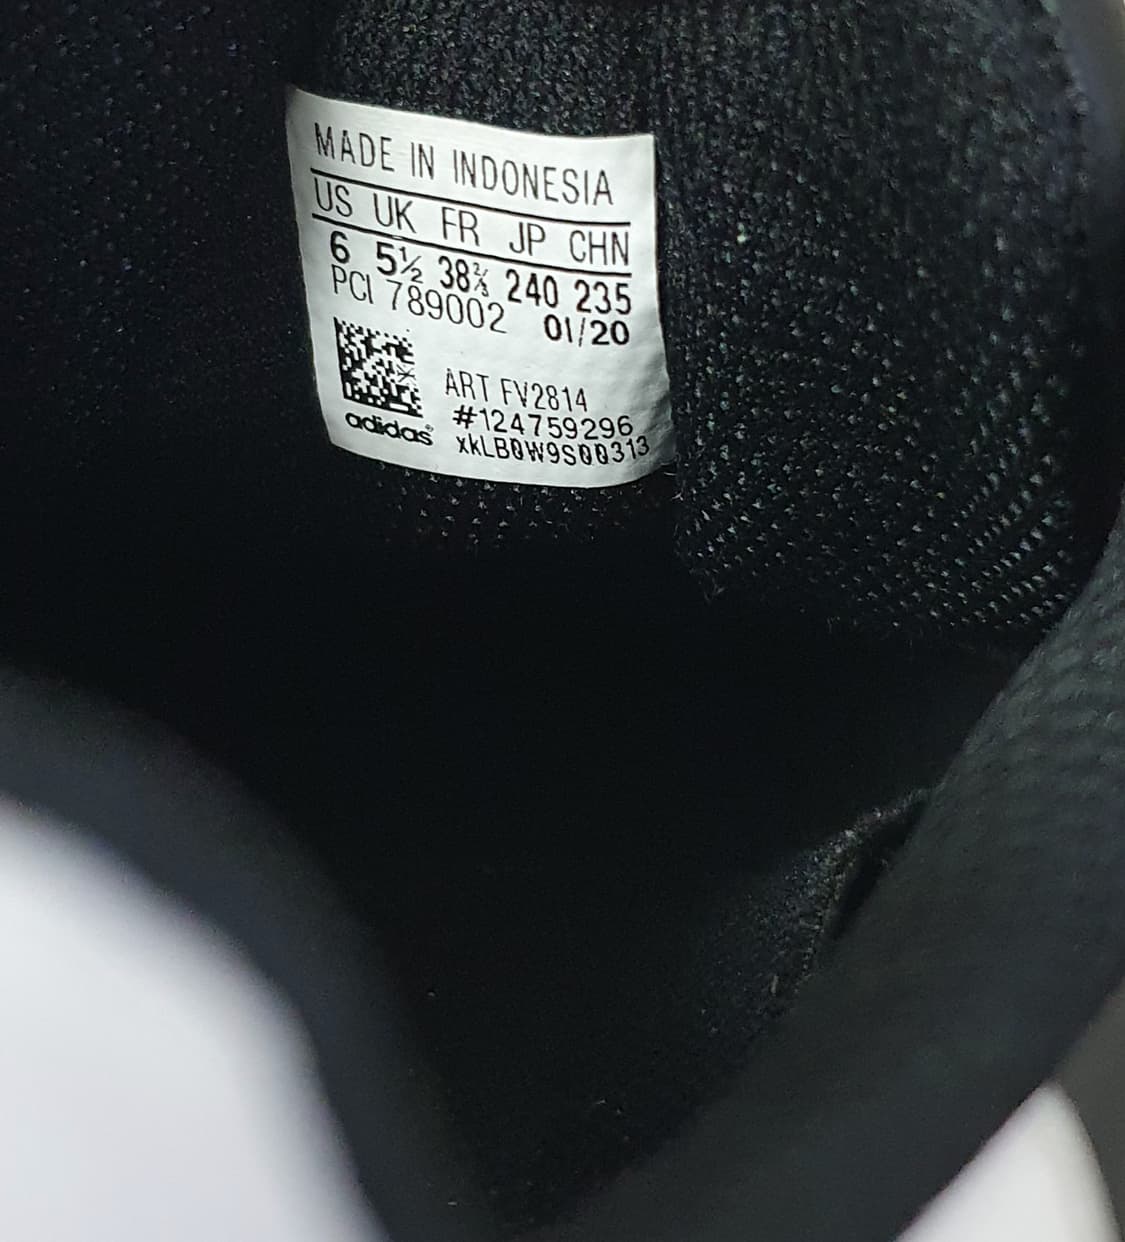 MADE IN INDONESIA
US UK FR JP CHN
6 5½ 38⅔ 240 235
PCI 789002 01/20
ART FV2814
#124759296
adidas® xkLB0W9S00313